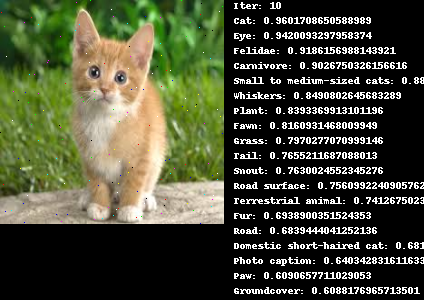 Iter: 10
Cat: 0.9601708650588989
Eye: 0.9420093297958374
Felidae: 0.9186156988143921
Carnivore: 0.9026750326156616
Small to medium-sized cats: 0.88
Whiskers: 0.8490802645683289
Plant: 0.8393369913101196
Fawn: 0.8160931468009949
Grass: 0.7970277070999146
Tail: 0.7655211687088013
Snout: 0.7630024552345276
Road surface: 0.7560992240905762
Terrestrial animal: 0.7412675023
Fur: 0.6938900351524353
Road: 0.6839444041252136
Domestic short-haired cat: 0.681
Photo caption: 0.640342831611633
Paw: 0.6090657711029053
Groundcover: 0.6088176965713501